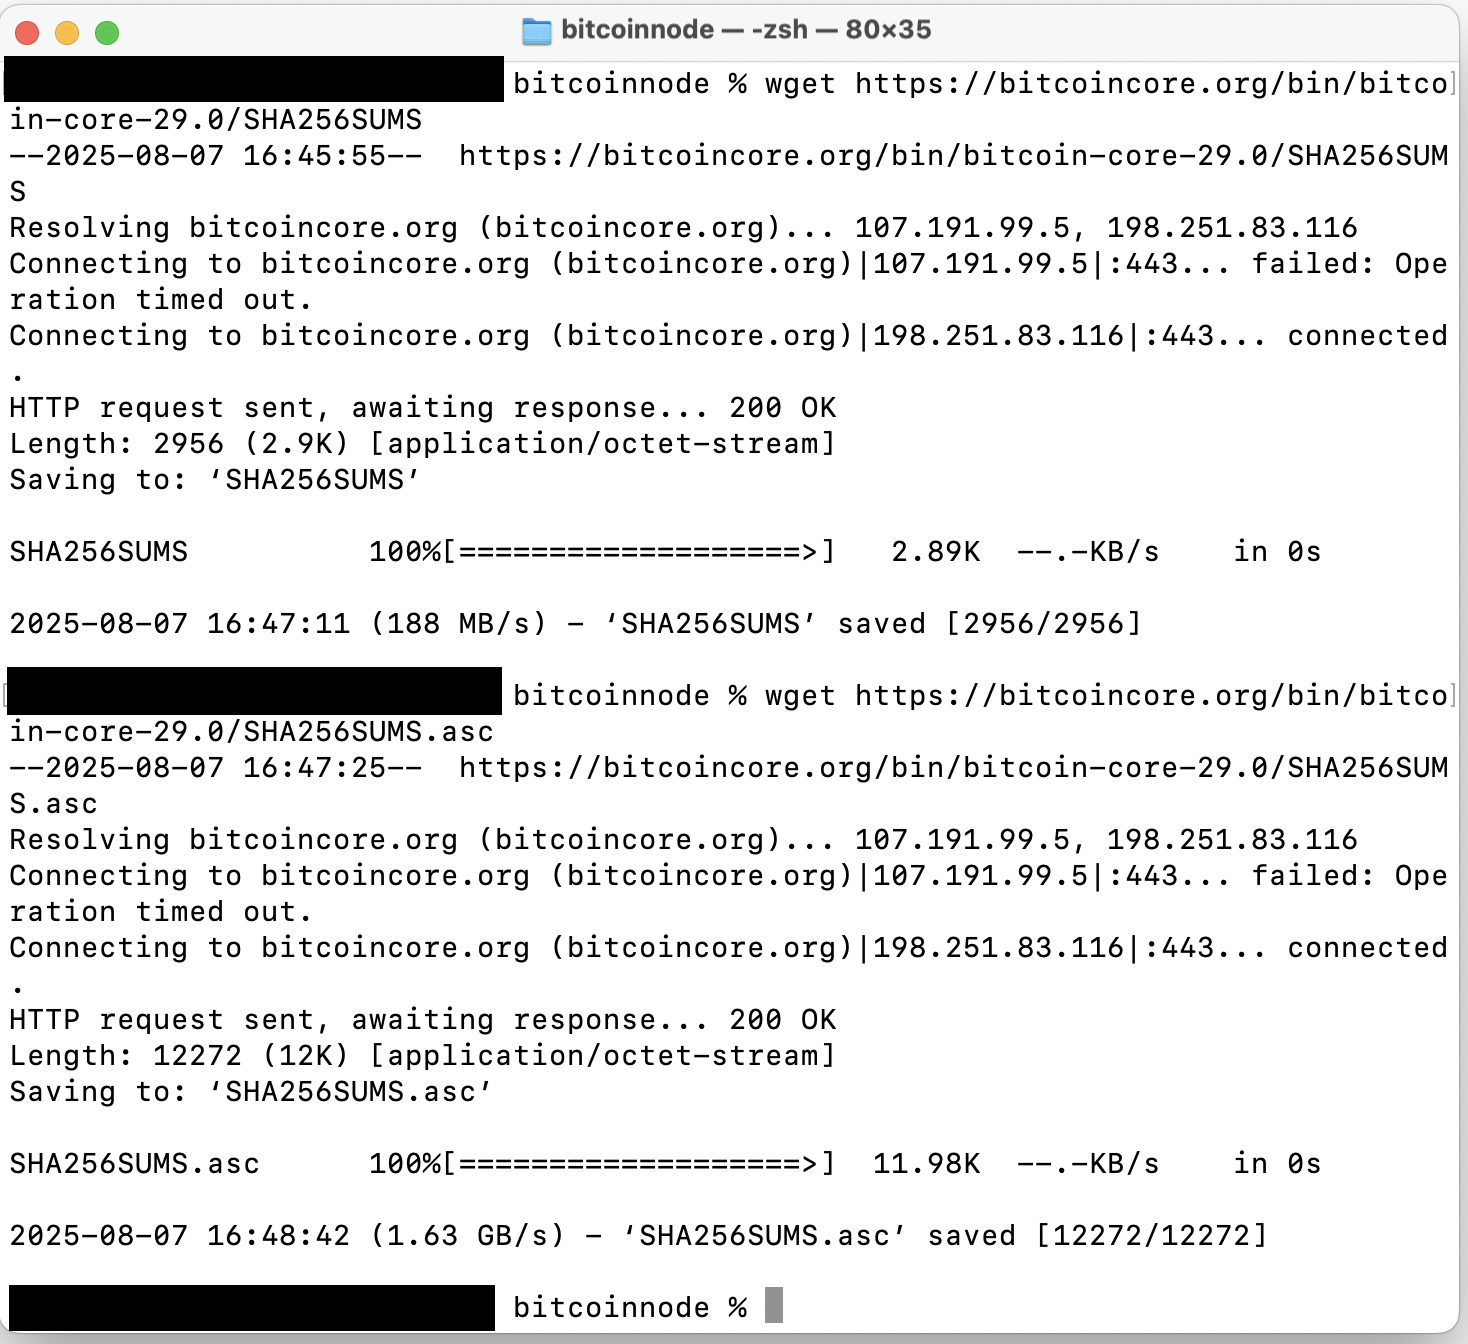 bitcoinnode — -zsh — 80×35
bitcoinnode % wget https://bitcoincore.org/bin/bitco
in-core-29.0/SHA256SUMS
--2025-08-07 16:45:55--  https://bitcoincore.org/bin/bitcoin-core-29.0/SHA256SUM
S
Resolving bitcoincore.org (bitcoincore.org)... 107.191.99.5, 198.251.83.116
Connecting to bitcoincore.org (bitcoincore.org)|107.191.99.5|:443... failed: Ope
ration timed out.
Connecting to bitcoincore.org (bitcoincore.org)|198.251.83.116|:443... connected
.
HTTP request sent, awaiting response... 200 OK
Length: 2956 (2.9K) [application/octet-stream]
Saving to: ‘SHA256SUMS’
SHA256SUMS          100%[===================>]   2.89K  --.-KB/s    in 0s
2025-08-07 16:47:11 (188 MB/s) - ‘SHA256SUMS’ saved [2956/2956]
bitcoinnode % wget https://bitcoincore.org/bin/bitco
in-core-29.0/SHA256SUMS.asc
--2025-08-07 16:47:25--  https://bitcoincore.org/bin/bitcoin-core-29.0/SHA256SUM
S.asc
Resolving bitcoincore.org (bitcoincore.org)... 107.191.99.5, 198.251.83.116
Connecting to bitcoincore.org (bitcoincore.org)|107.191.99.5|:443... failed: Ope
ration timed out.
Connecting to bitcoincore.org (bitcoincore.org)|198.251.83.116|:443... connected
.
HTTP request sent, awaiting response... 200 OK
Length: 12272 (12K) [application/octet-stream]
Saving to: ‘SHA256SUMS.asc’
SHA256SUMS.asc      100%[===================>]  11.98K  --.-KB/s    in 0s
2025-08-07 16:48:42 (1.63 GB/s) - ‘SHA256SUMS.asc’ saved [12272/12272]
bitcoinnode %